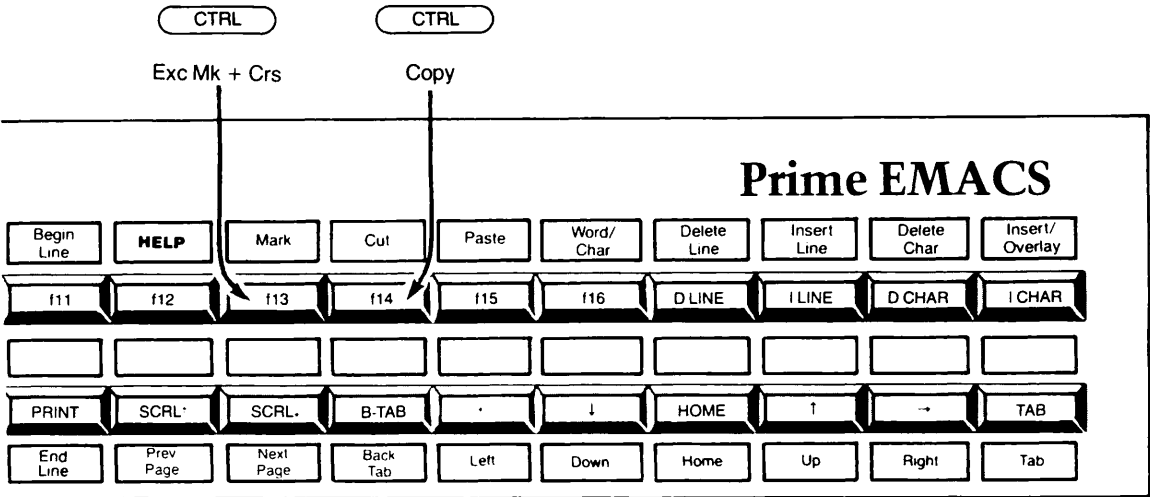 CTRL CTRL
Exc Mk + Crs Copy
Prime EMACS
Begin Line HELP Mark Cut Paste Word/ Char Delete Line Insert Line Delete Char Insert/ Overlay
f11 f12 f13 f14 f15 f16 D LINE I LINE D CHAR I CHAR
PRINT SCRL SCRL B-TAB ↓ HOME ↑ → TAB
End Line Prev Page Next Page Back Tab Left Down Home Up Right Tab